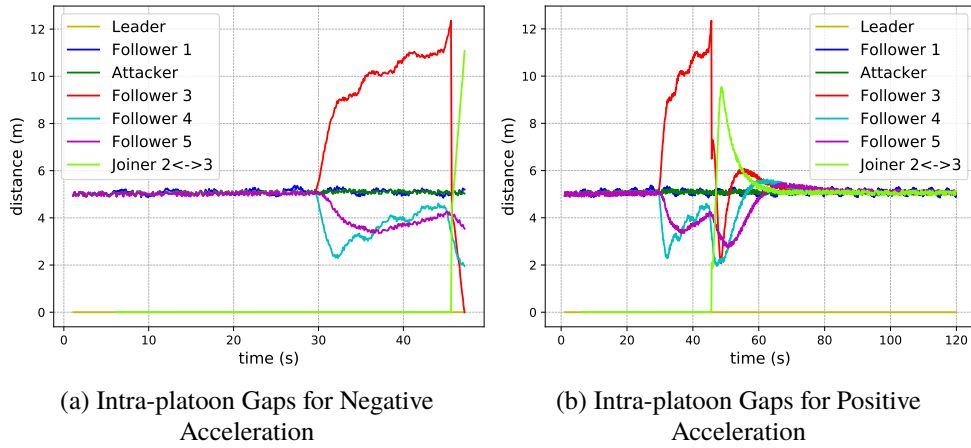 12
10
8
6
4
2
0
distance (m)
Leader
Follower 1
Attacker
Follower 3
Follower 4
Follower 5
Joiner 2<->3
0 10 20 30 40
time (s)
(a) Intra-platoon Gaps for Negative
Acceleration
12
10
8
6
4
2
0
distance (m)
Leader
Follower 1
Attacker
Follower 3
Follower 4
Follower 5
Joiner 2<->3
0 20 40 60 80 100 120
time (s)
(b) Intra-platoon Gaps for Positive
Acceleration